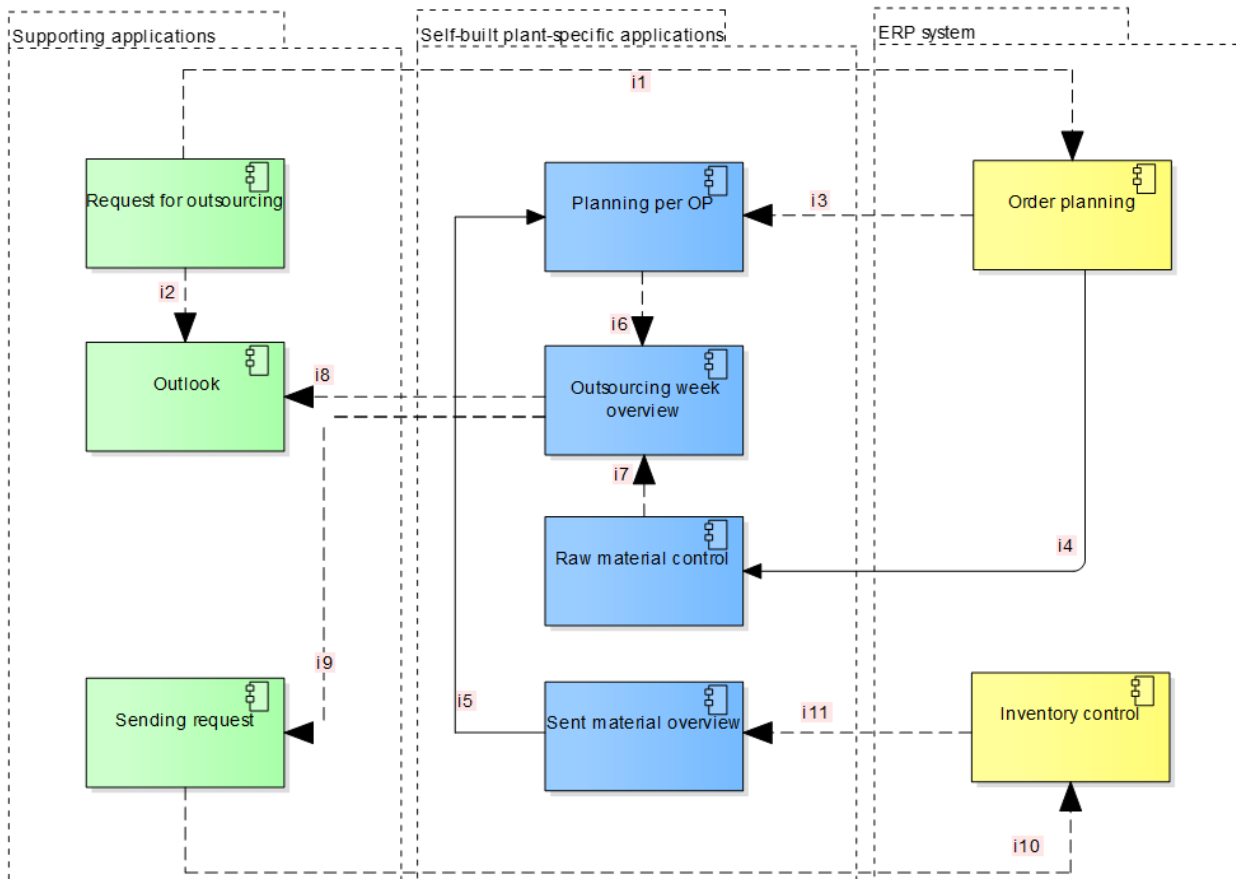 Supporting applications
Self-built plant-specific applications
ERP system
i1
Request for outsourcing
Planning per OP
i3
Order planning
i2
i6
Outlook
i8
Outsourcing week
overview
i7
Raw material control
i4
i9
i5
Sending request
Sent material overview
i11
Inventory control
i10